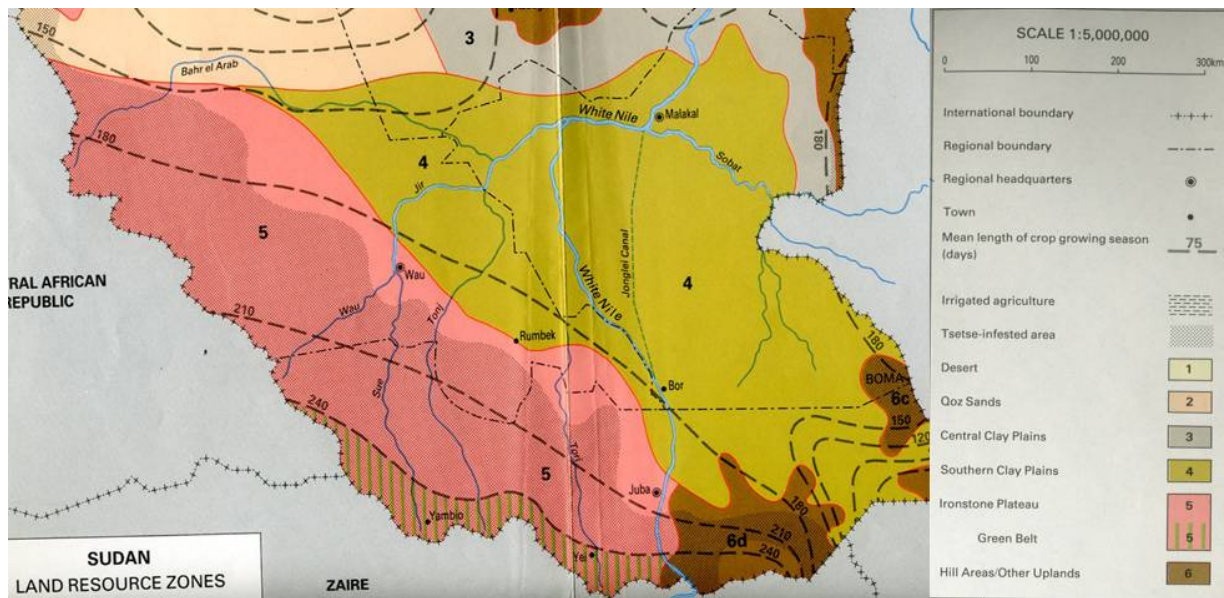 150
3
Bahr el Arab
White Nile
Malakal
180
180
4
Sobat
Jir
5
Jonglei Canal
4
Wau
White Nile
RAL AFRICAN
REPUBLIC
Wau
Tonj
210
Rumbek
180
BOMA
6c
Sue
Bor
150
240
120
Tonj
5
Juba
180
Yambio
210
Yei
6d
240
SUDAN
LAND RESOURCE ZONES
ZAIRE
SCALE 1:5,000,000
0 100 200 300km
International boundary
Regional boundary
Regional headquarters
Town
Mean length of crop growing season 75
(days)
Irrigated agriculture
Tsetse-infested area
Desert 1
Qoz Sands 2
Central Clay Plains 3
Southern Clay Plains 4
Ironstone Plateau 5
Green Belt 5
Hill Areas/Other Uplands 6